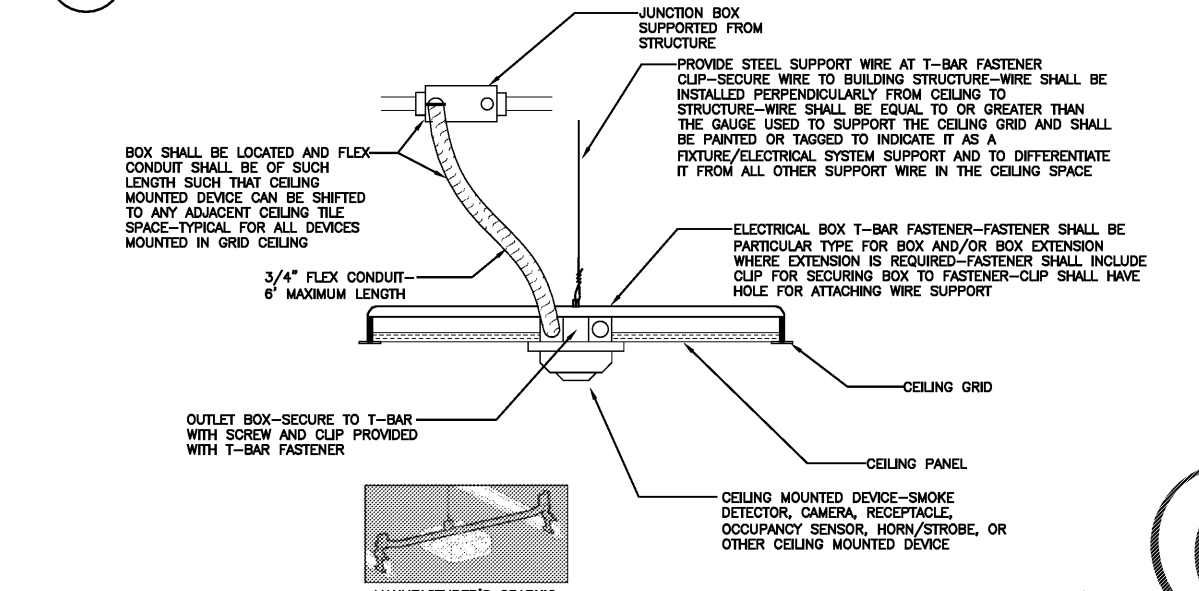 JUNCTION BOX
SUPPORTED FROM
STRUCTURE
PROVIDE STEEL SUPPORT WIRE AT T-BAR FASTENER
CLIP-SECURE WIRE TO BUILDING STRUCTURE-WIRE SHALL BE
INSTALLED PERPENDICULARLY FROM CEILING TO
STRUCTURE-WIRE SHALL BE EQUAL TO OR GREATER THAN
THE GAUGE USED TO SUPPORT THE CEILING GRID AND SHALL
BE PAINTED OR TAGGED TO INDICATE IT AS A
FIXTURE/ELECTRICAL SYSTEM SUPPORT AND TO DIFFERENTIATE
IT FROM ALL OTHER SUPPORT WIRE IN THE CEILING SPACE
BOX SHALL BE LOCATED AND FLEX
CONDUIT SHALL BE OF SUCH
LENGTH SUCH THAT CEILING
MOUNTED DEVICE CAN BE SHIFTED
TO ANY ADJACENT CEILING TILE
SPACE-TYPICAL FOR ALL DEVICES
MOUNTED IN GRID CEILING
ELECTRICAL BOX T-BAR FASTENER-FASTENER SHALL BE
PARTICULAR TYPE FOR BOX AND/OR BOX EXTENSION
WHERE EXTENSION IS REQUIRED-FASTENER SHALL INCLUDE
CLIP FOR SECURING BOX TO FASTENER-CLIP SHALL HAVE
HOLE FOR ATTACHING WIRE SUPPORT
3/4" FLEX CONDUIT-
6' MAXIMUM LENGTH
CEILING GRID
OUTLET BOX-SECURE TO T-BAR
WITH SCREW AND CLIP PROVIDED
WITH T-BAR FASTENER
CEILING PANEL
CEILING MOUNTED DEVICE-SMOKE
DETECTOR, CAMERA, RECEPTACLE,
OCCUPANCY SENSOR, HORN/STROBE, OR
OTHER CEILING MOUNTED DEVICE